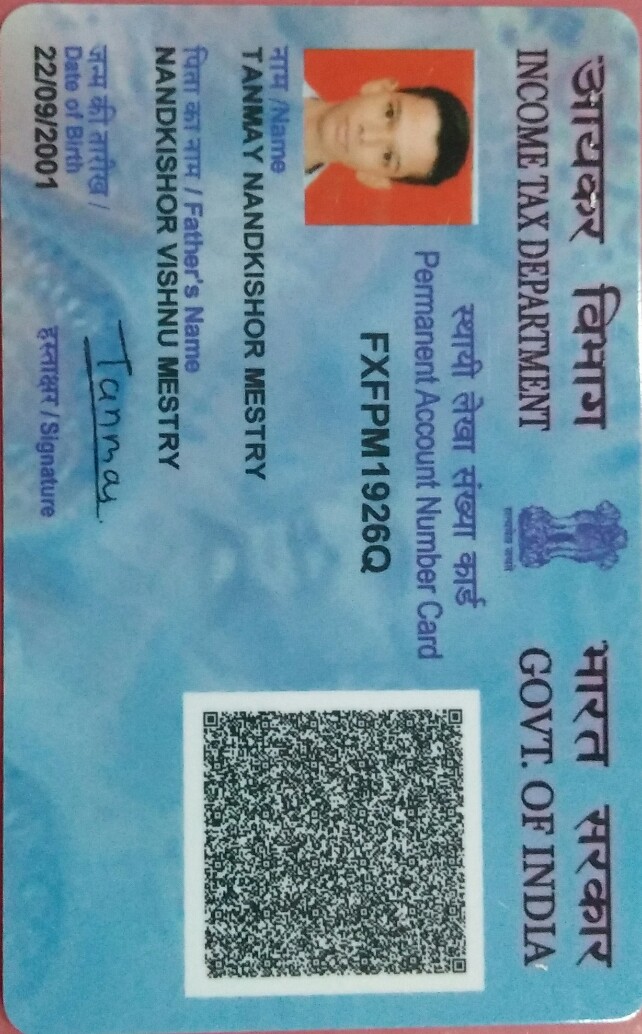 आयकर विभाग
INCOME TAX DEPARTMENT
भारत सरकार
GOVT. OF INDIA
सत्यमेव जयते
स्थायी लेखा संख्या कार्ड
Permanent Account Number Card
FXFPM1926Q
नाम /Name
TANMAY NANDKISHOR MESTRY
पिता का नाम / Father's Name
NANDKISHOR VISHNU MESTRY
जन्म की तारीख /
Date of Birth
22/09/2001
Tanmay
हस्ताक्षर / Signature